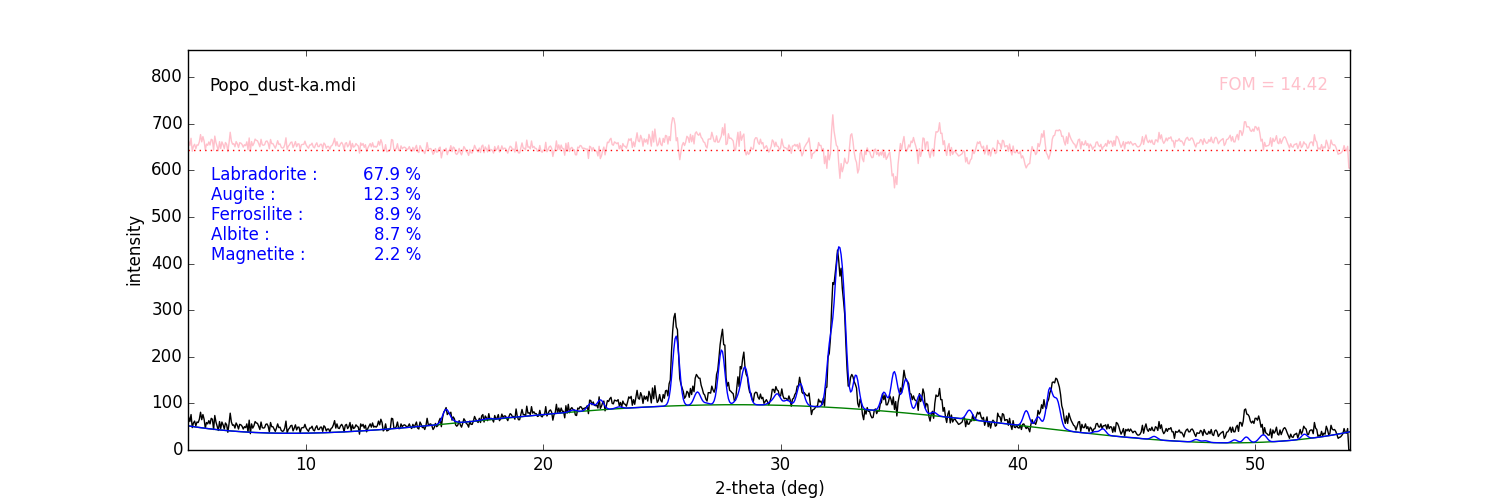 800
700
600
500
400
300
200
100
0
intensity
Popo_dust-ka.mdi
FOM = 14.42
Labradorite : 67.9 %
Augite : 12.3 %
Ferrosilite : 8.9 %
Albite : 8.7 %
Magnetite : 2.2 %
10 20 30 40 50
2-theta (deg)